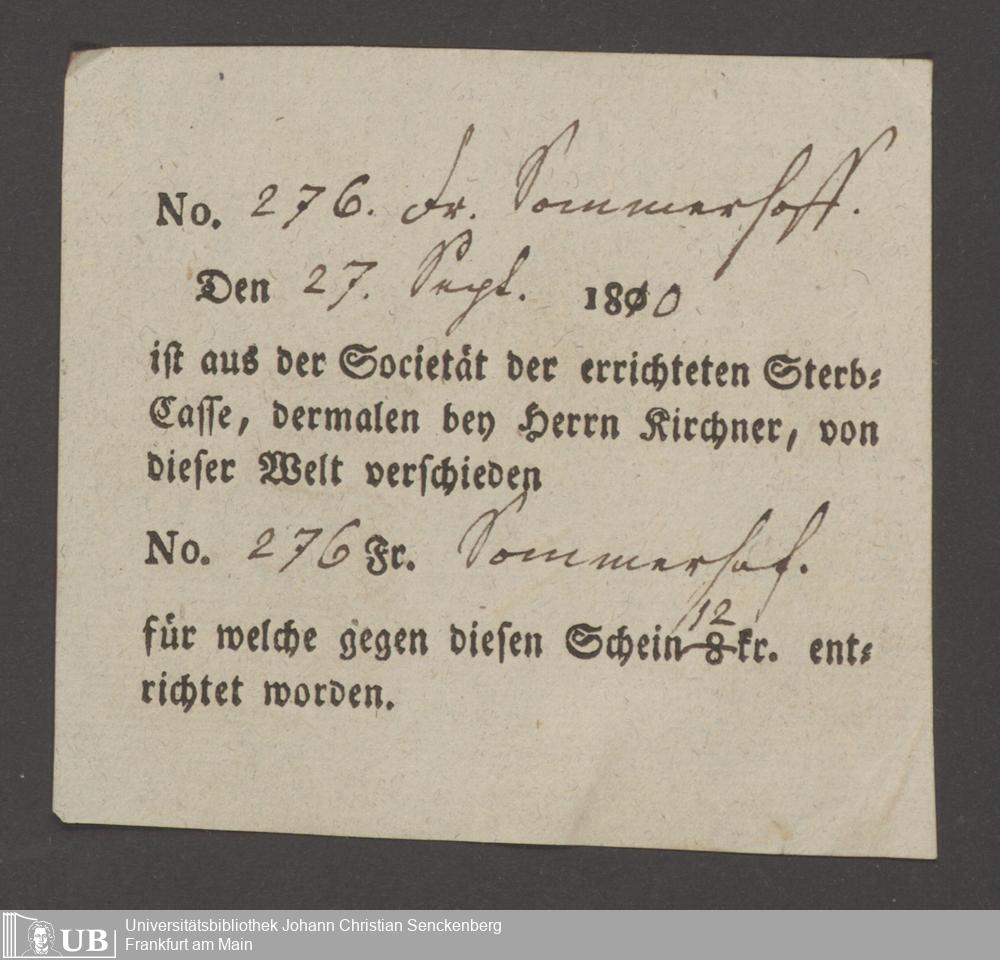 No. 276. Fr. Sommerhoff.
Den 27. Sept. 1810
ist aus der Societät der errichteten Sterb-
Casse, dermalen bey Herrn Kirchner, von
dieser Welt verschieden
No. 276 Fr. Sommerhof.
12
für welche gegen diesen Schein 8 kr. ent-
richtet worden.
UB
Universitätsbibliothek Johann Christian Senckenberg
Frankfurt am Main